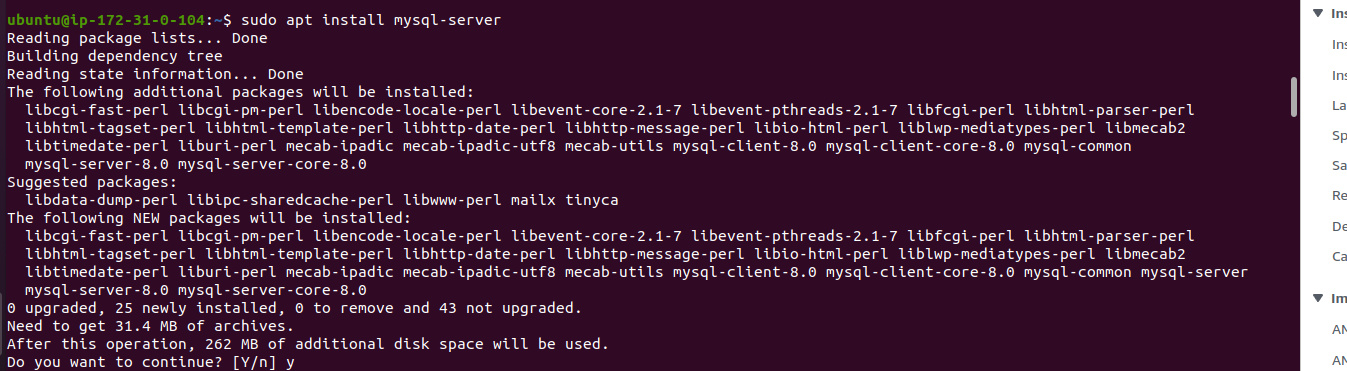 ubuntu@ip-172-31-0-104:~$ sudo apt install mysql-server
Reading package lists... Done
Building dependency tree
Reading state information... Done
The following additional packages will be installed:
libcgi-fast-perl libcgi-pm-perl libencode-locale-perl libevent-core-2.1-7 libevent-pthreads-2.1-7 libfcgi-perl libhtml-parser-perl
libhtml-tagset-perl libhtml-template-perl libhttp-date-perl libhttp-message-perl libio-html-perl liblwp-mediatypes-perl libmecab2
libtimedate-perl liburi-perl mecab-ipadic mecab-ipadic-utf8 mecab-utils mysql-client-8.0 mysql-client-core-8.0 mysql-common
mysql-server-8.0 mysql-server-core-8.0
Suggested packages:
libdata-dump-perl libipc-sharedcache-perl libwww-perl mailx tinyca
The following NEW packages will be installed:
libcgi-fast-perl libcgi-pm-perl libencode-locale-perl libevent-core-2.1-7 libevent-pthreads-2.1-7 libfcgi-perl libhtml-parser-perl
libhtml-tagset-perl libhtml-template-perl libhttp-date-perl libhttp-message-perl libio-html-perl liblwp-mediatypes-perl libmecab2
libtimedate-perl liburi-perl mecab-ipadic mecab-ipadic-utf8 mecab-utils mysql-client-8.0 mysql-client-core-8.0 mysql-common mysql-server
mysql-server-8.0 mysql-server-core-8.0
0 upgraded, 25 newly installed, 0 to remove and 43 not upgraded.
Need to get 31.4 MB of archives.
After this operation, 262 MB of additional disk space will be used.
Do you want to continue? [Y/n] y